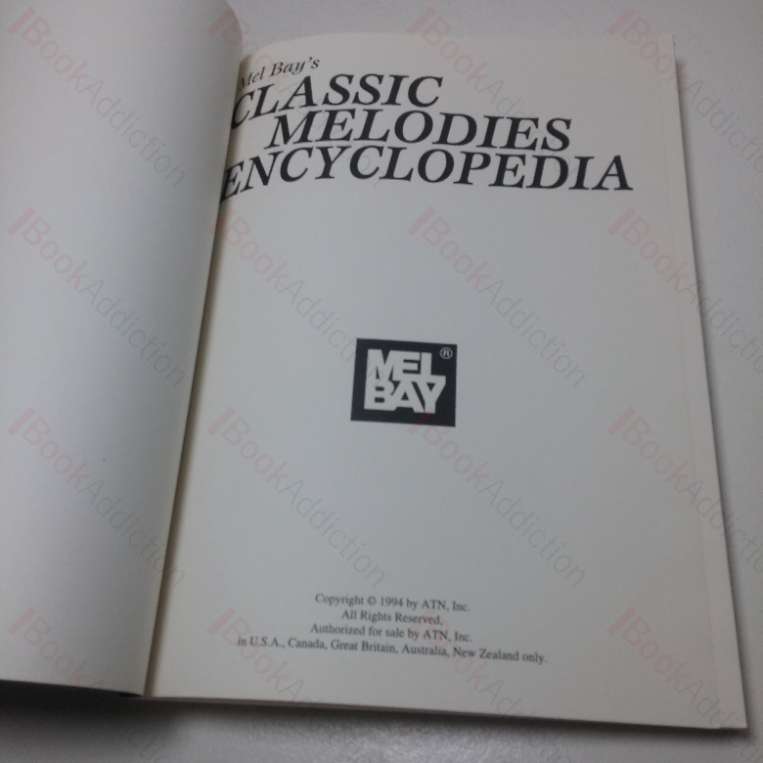 Mel Bay's
CLASSIC
MELODIES
ENCYCLOPEDIA
MEL ®
BAY
Copyright © 1994 by ATN, Inc.
All Rights Reserved.
Authorized for sale by ATN, Inc.
in U.S.A., Canada, Great Britain, Australia, New Zealand only.
BookAddiction